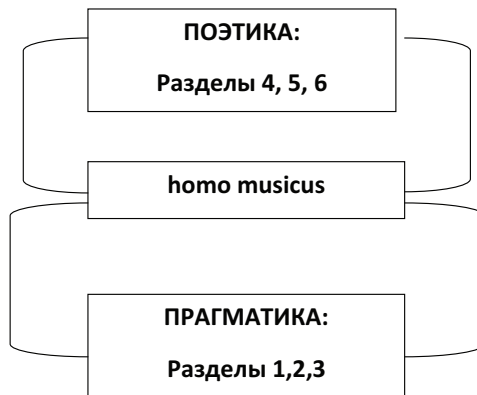 ПОЭТИКА:
Разделы 4, 5, 6
homo musicus
ПРАГМАТИКА:
Разделы 1,2,3